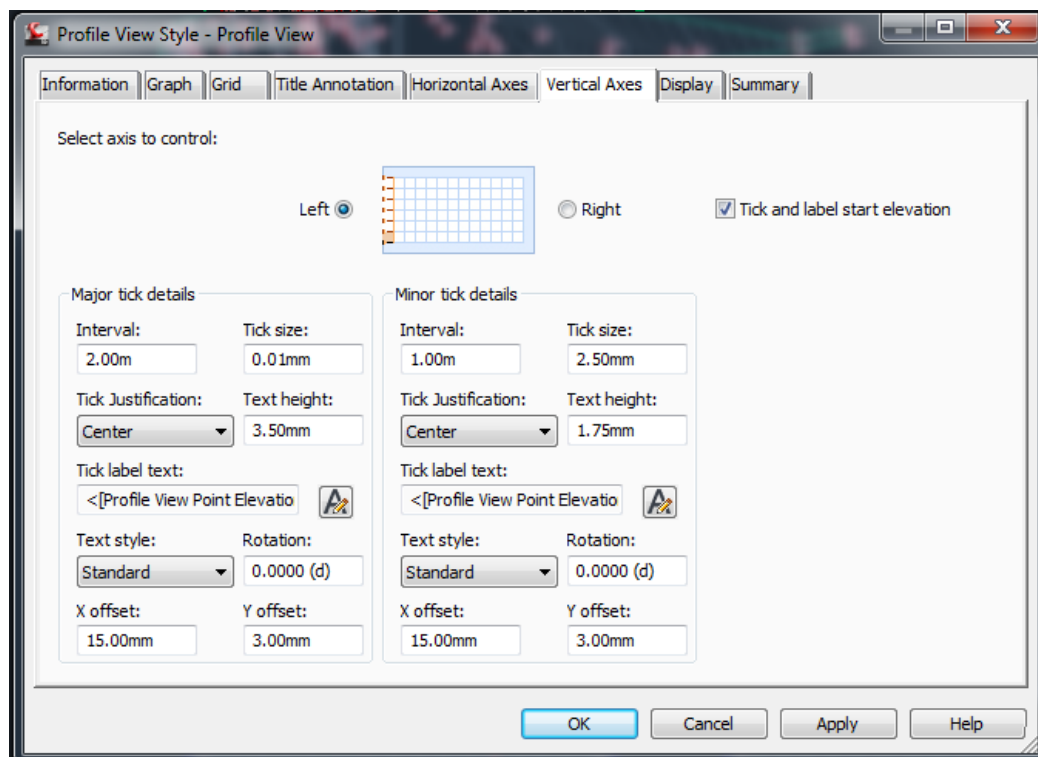 Profile View Style - Profile View
Information Graph Grid Title Annotation Horizontal Axes Vertical Axes Display Summary
Select axis to control:
Left Right Tick and label start elevation
Major tick details Minor tick details
Interval: Tick size: Interval: Tick size:
2.00m 0.01mm 1.00m 2.50mm
Tick Justification: Text height: Tick Justification: Text height:
Center 3.50mm Center 1.75mm
Tick label text: Tick label text:
<[Profile View Point Elevatio <[Profile View Point Elevatio
Text style: Rotation: Text style: Rotation:
Standard 0.0000 (d) Standard 0.0000 (d)
X offset: Y offset: X offset: Y offset:
15.00mm 3.00mm 15.00mm 3.00mm
OK Cancel Apply Help